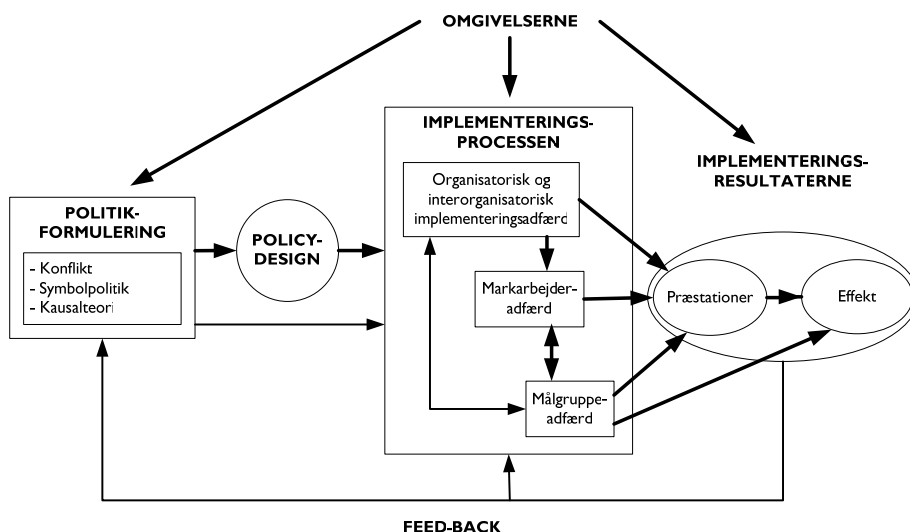 OMGIVELSERNE
POLITIK-
FORMULERING
- Konflikt
- Symbolpolitik
- Kausalteori
POLICY-
DESIGN
IMPLEMENTERINGS-
PROCESSEN
Organisatorisk og
interorganisatorisk
implementeringsadfærd
Markarbejder-
adfærd
Målgruppe-
adfærd
IMPLEMENTERINGS-
RESULTATERNE
Præstationer
Effekt
FEED-BACK